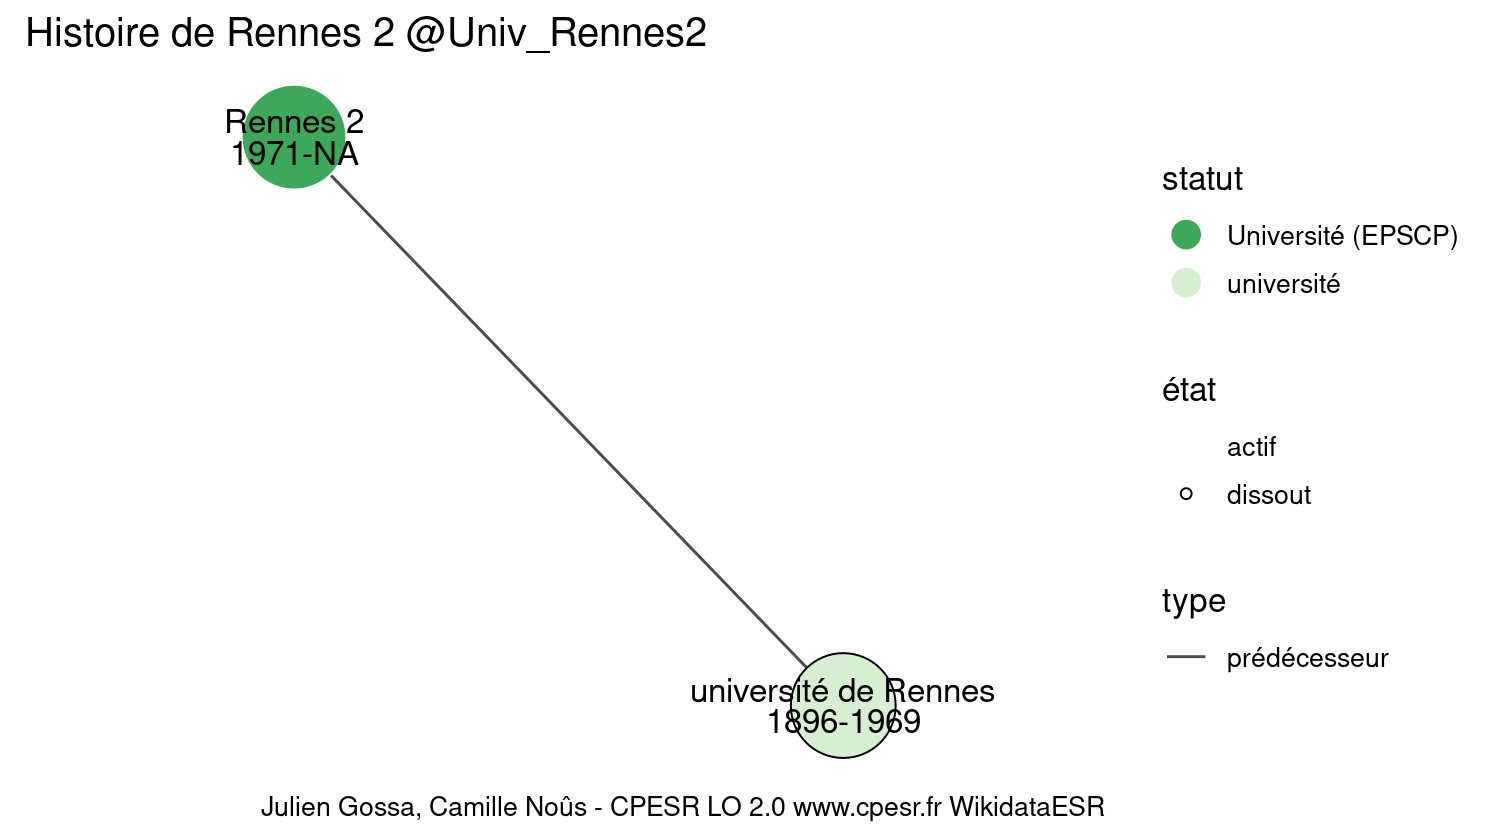 Histoire de Rennes 2 @Univ_Rennes2
Rennes 2
1971-NA
statut
Université (EPSCP)
université
état
actif
dissout
type
prédécesseur
université de Rennes
1896-1969
Julien Gossa, Camille Noûs - CPESR LO 2.0 www.cpesr.fr WikidataESR